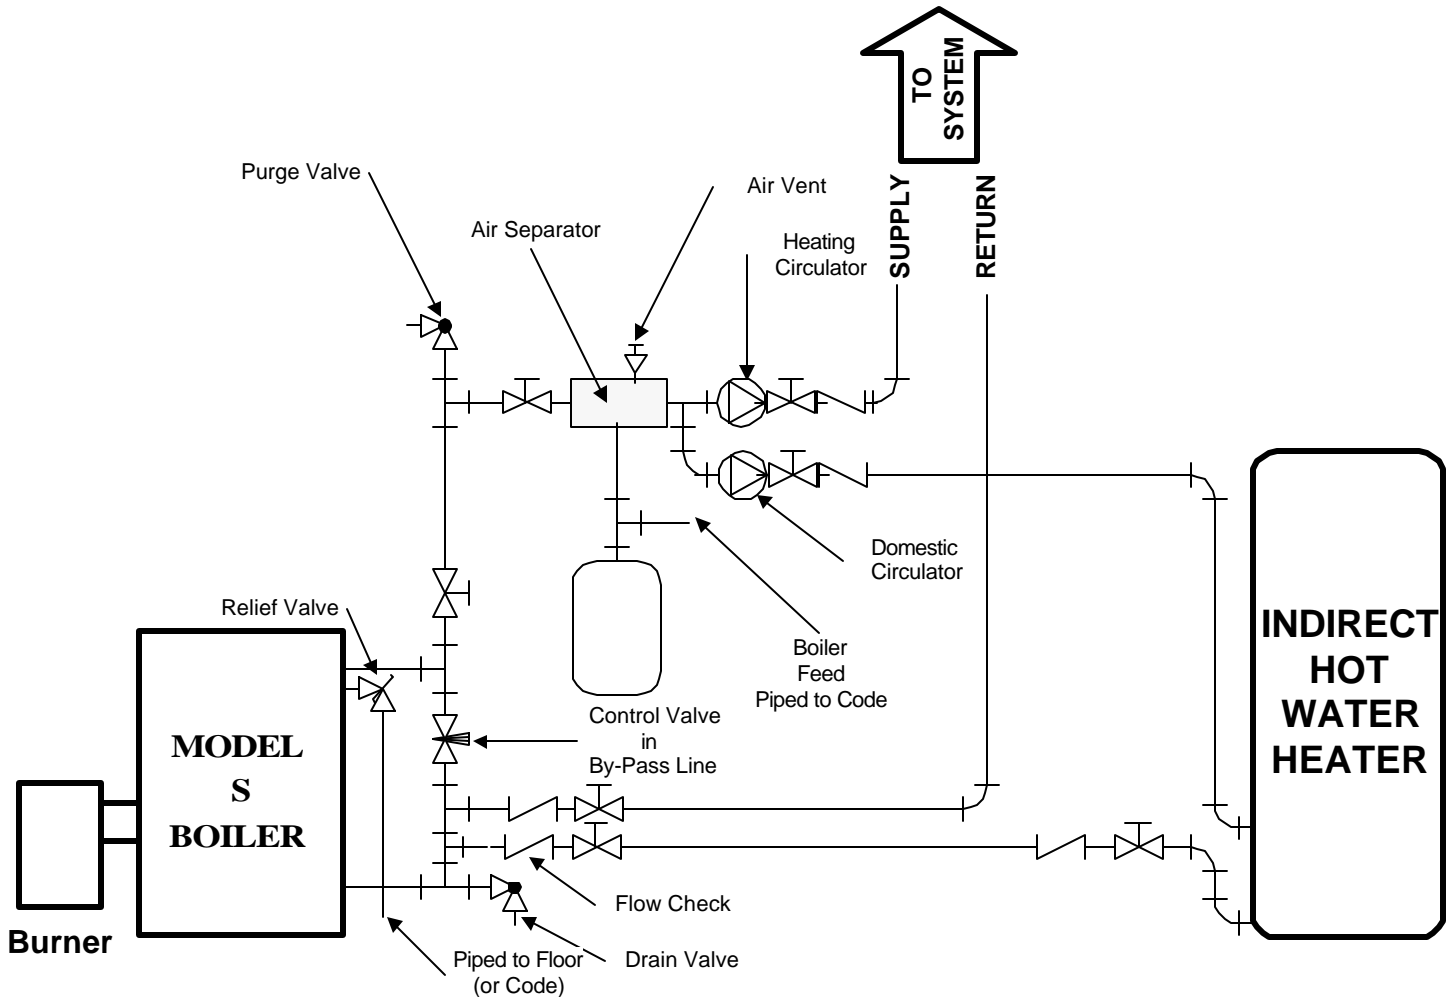 TO
SYSTEM
SUPPLY
RETURN
Purge Valve
Air Vent
Air Separator
Heating
Circulator
Domestic
Circulator
Relief Valve
Boiler
Feed
Piped to Code
Control Valve
in
By-Pass Line
INDIRECT
HOT
WATER
HEATER
MODEL
S
BOILER
Burner
Flow Check
Piped to Floor
(or Code)
Drain Valve